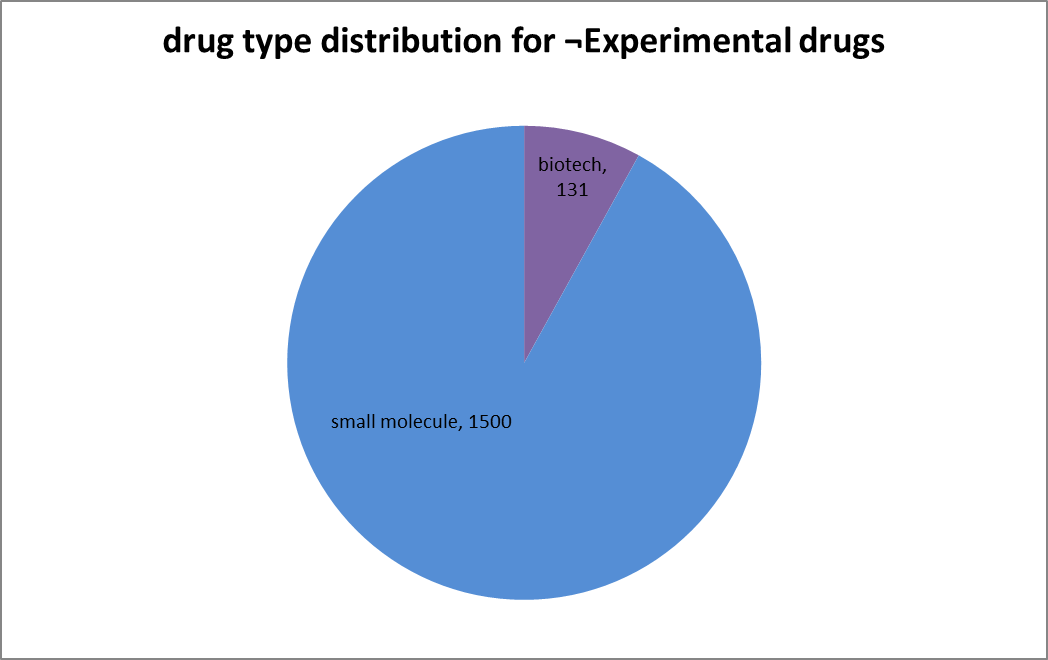 drug type distribution for ¬Experimental drugs
biotech,
131
small molecule, 1500